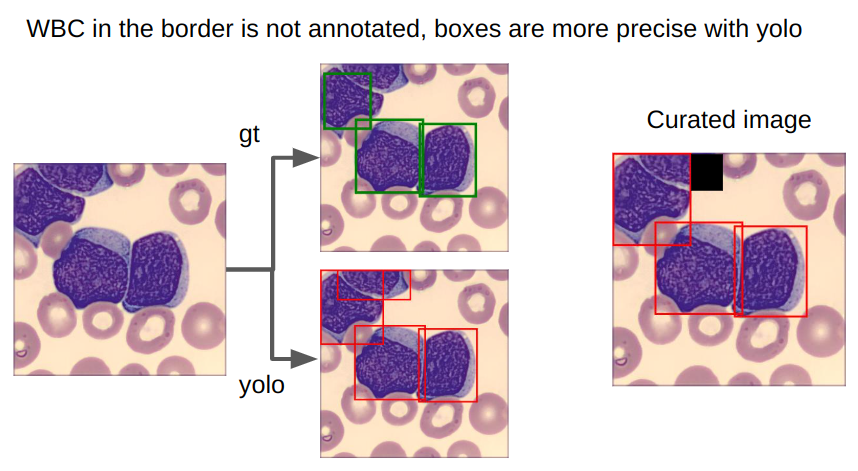 WBC in the border is not annotated, boxes are more precise with yolo
gt
Curated image
yolo